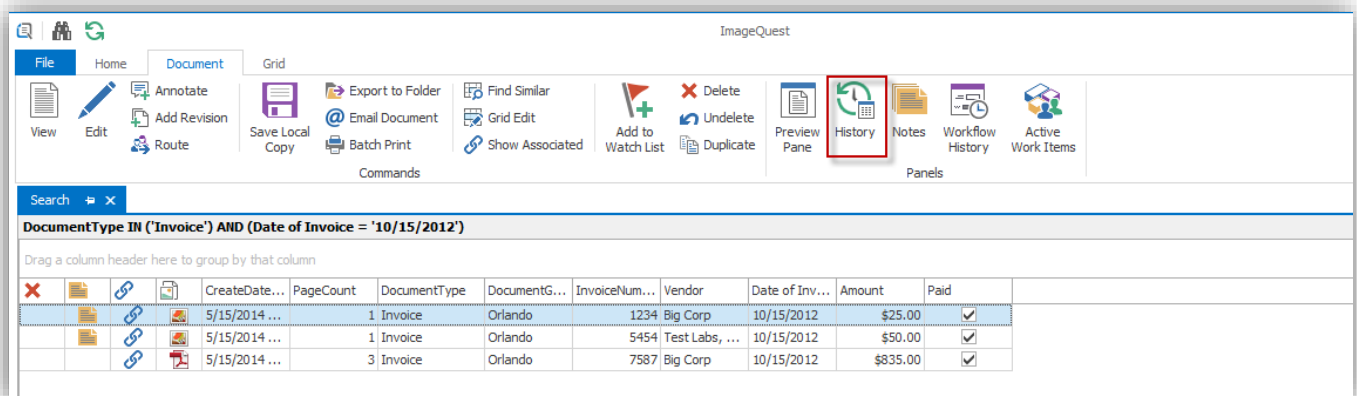 ImageQuest
File Home Document Grid
View
Edit
Annotate
Add Revision
Route
Save Local
Copy
Export to Folder
Email Document
Batch Print
Find Similar
Grid Edit
Show Associated
Add to
Watch List
Delete
Undelete
Duplicate
Preview
Pane
History
Notes
Workflow
History
Active
Work Items
Commands
Panels
Search
DocumentType IN ('Invoice') AND (Date of Invoice = '10/15/2012')
Drag a column header here to group by that column
CreateDate... PageCount DocumentType DocumentG... InvoiceNum... Vendor Date of Inv... Amount Paid
5/15/2014 ... 1 Invoice Orlando 1234 Big Corp 10/15/2012 $25.00
5/15/2014 ... 1 Invoice Orlando 5454 Test Labs, ... 10/15/2012 $50.00
5/15/2014 ... 3 Invoice Orlando 7587 Big Corp 10/15/2012 $835.00